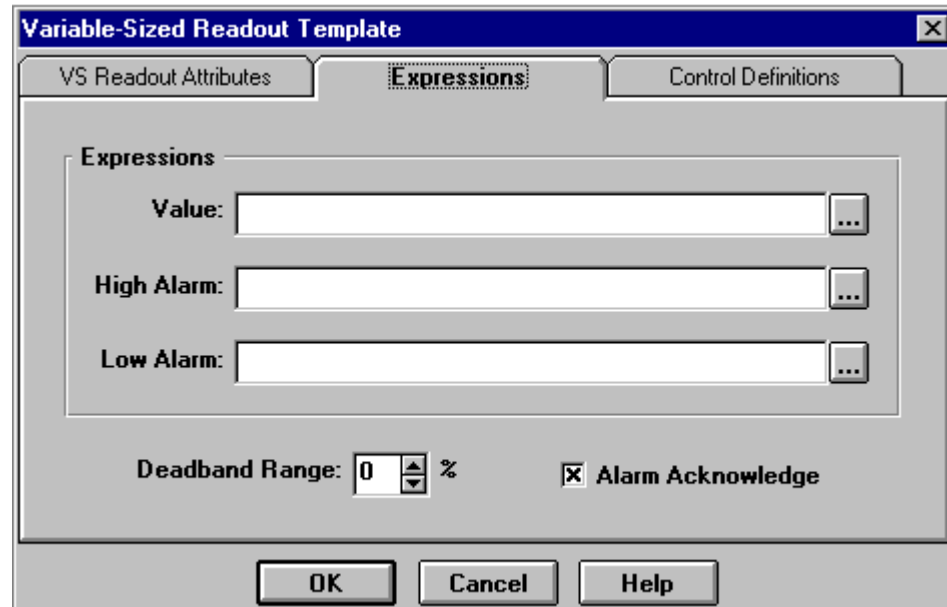 Variable-Sized Readout Template
VS Readout Attributes
Expressions
Control Definitions
Expressions
Value:
...
High Alarm:
...
Low Alarm:
...
Deadband Range: 0 %
Alarm Acknowledge
OK
Cancel
Help